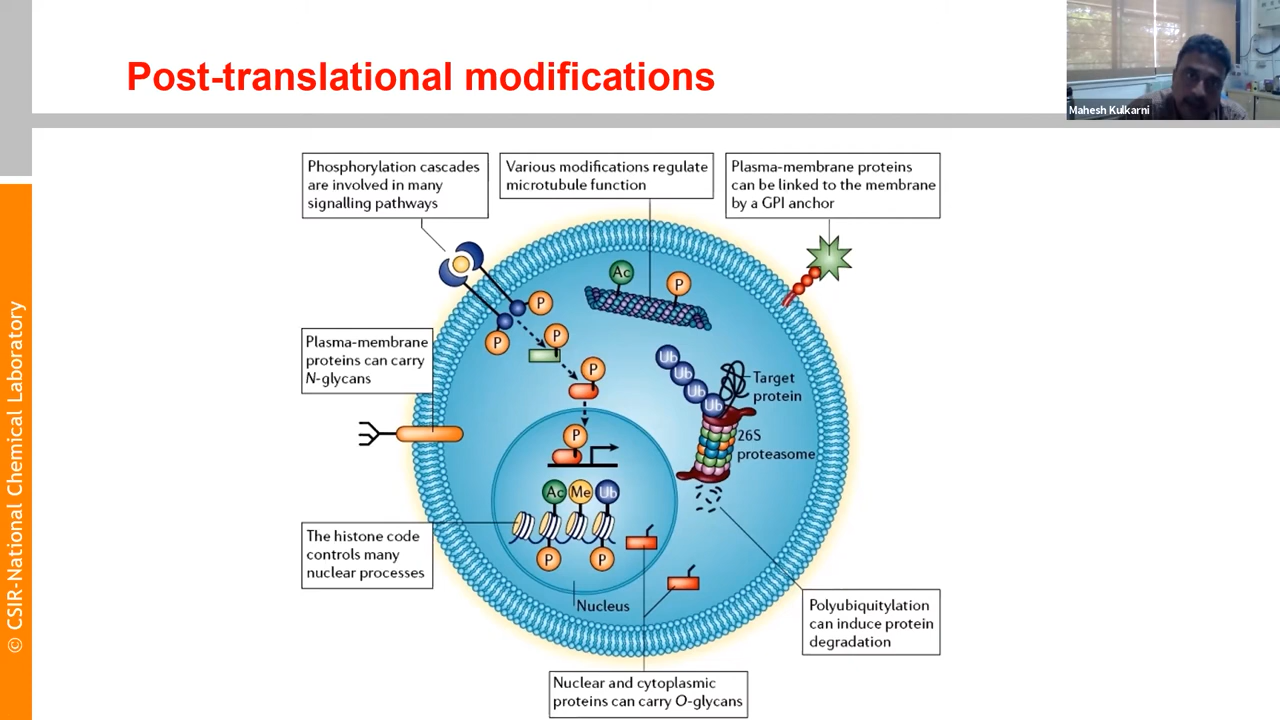 Post-translational modifications
Mahesh Kulkarni
© CSIR-National Chemical Laboratory
Phosphorylation cascades
are involved in many
signalling pathways
Various modifications regulate
microtubule function
Plasma-membrane proteins
can be linked to the membrane
by a GPI anchor
Ac
P
P
P
P
P
Plasma-membrane
proteins can carry
N-glycans
Ub
Ub
Ub
Ub
Target
protein
26S
proteasome
P
Ac Me Ub
The histone code
controls many
nuclear processes
P
P
Nucleus
Polyubiquitylation
can induce protein
degradation
Nuclear and cytoplasmic
proteins can carry O-glycans